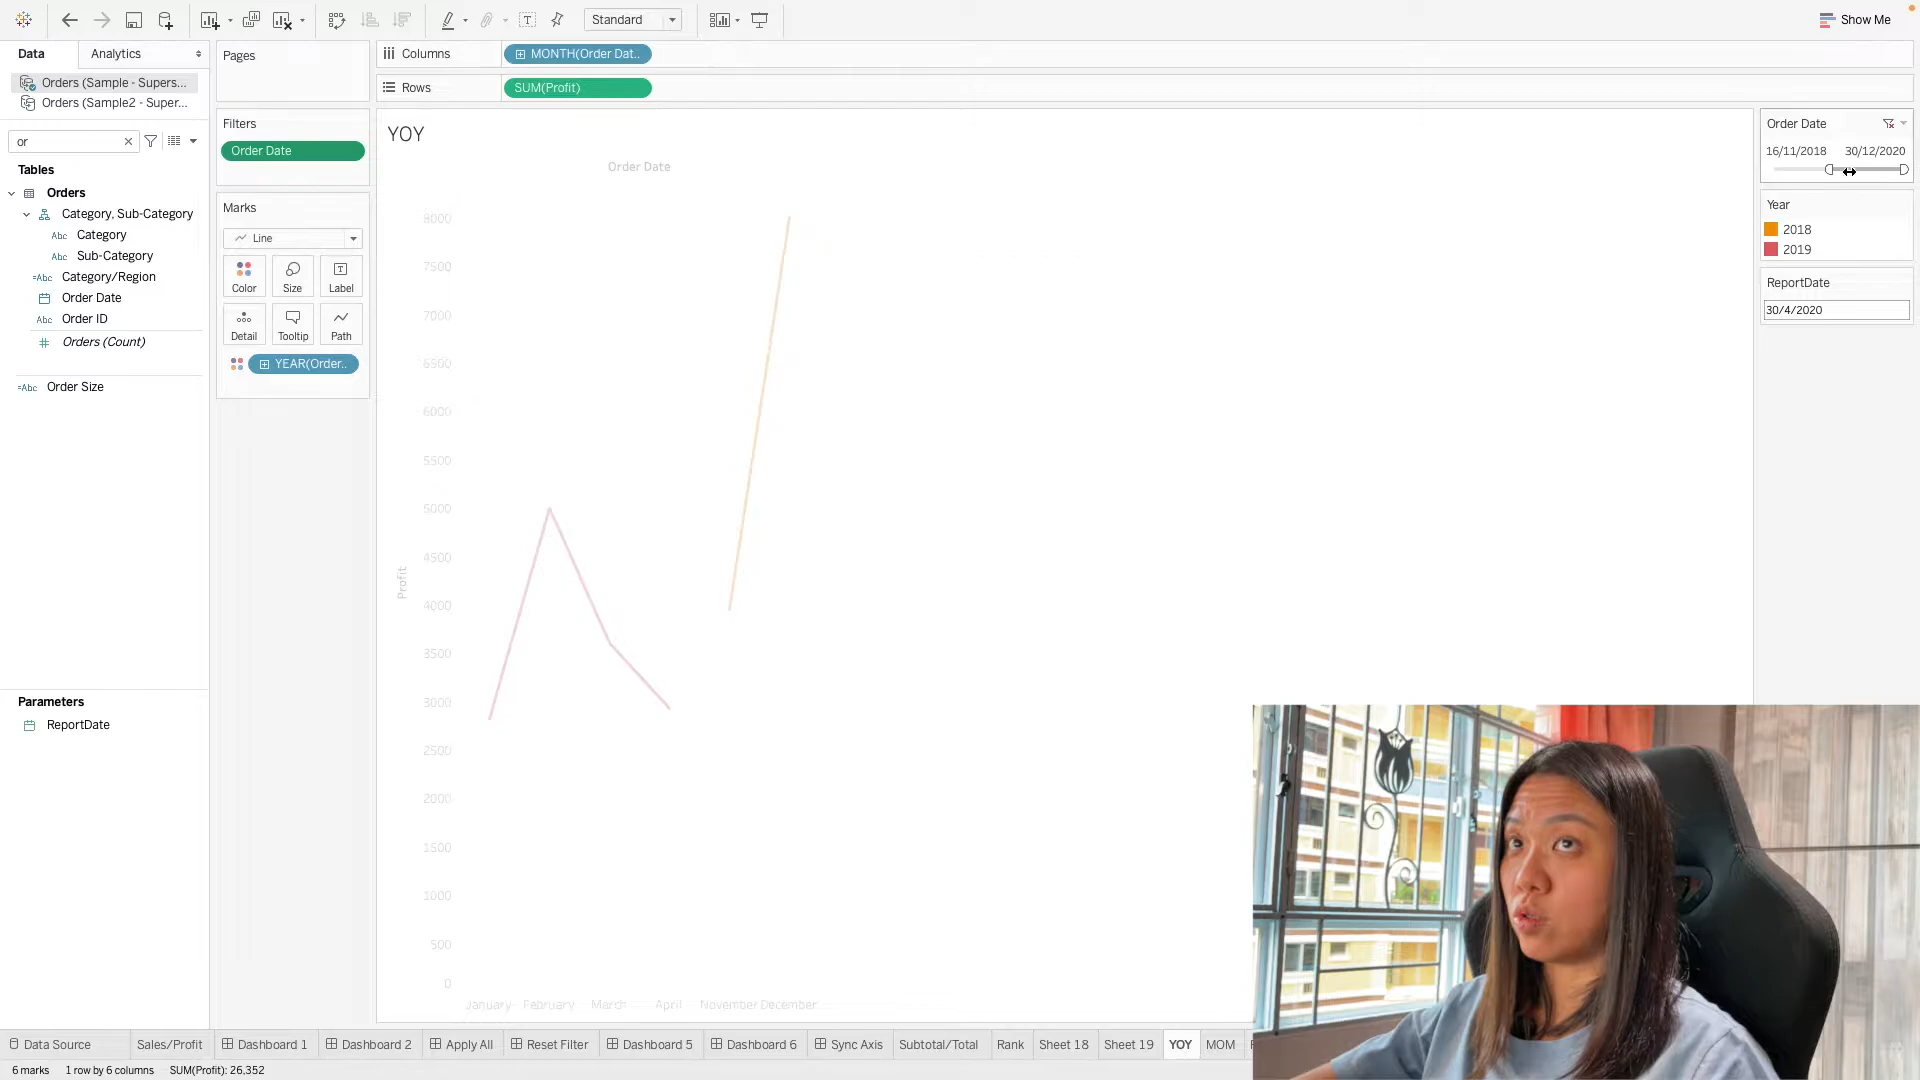 Standard
Show Me
Data
Analytics
Orders (Sample - Supers...
Orders (Sample2 - Super...
or
Tables
Orders
Category, Sub-Category
Abc Category
Abc Sub-Category
=Abc Category/Region
Order Date
Abc Order ID
Orders (Count)
=Abc Order Size
Parameters
ReportDate
Pages
Filters
Order Date
Marks
Line
Color
Size
Label
Detail
Tooltip
Path
YEAR(Order..
Columns
MONTH(Order Dat..
Rows
SUM(Profit)
YOY
Order Date
8000
7500
7000
6500
6000
5500
5000
4500
4000
3500
3000
2500
2000
1500
1000
500
0
Profit
January February March April November December
Order Date
16/11/2018 30/12/2020
Year
2018
2019
ReportDate
30/4/2020
Data Source
Sales/Profit
Dashboard 1
Dashboard 2
Apply All
Reset Filter
Dashboard 5
Dashboard 6
Sync Axis
Subtotal/Total
Rank
Sheet 18
Sheet 19
YOY
MOM
6 marks 1 row by 6 columns SUM(Profit): 26,352